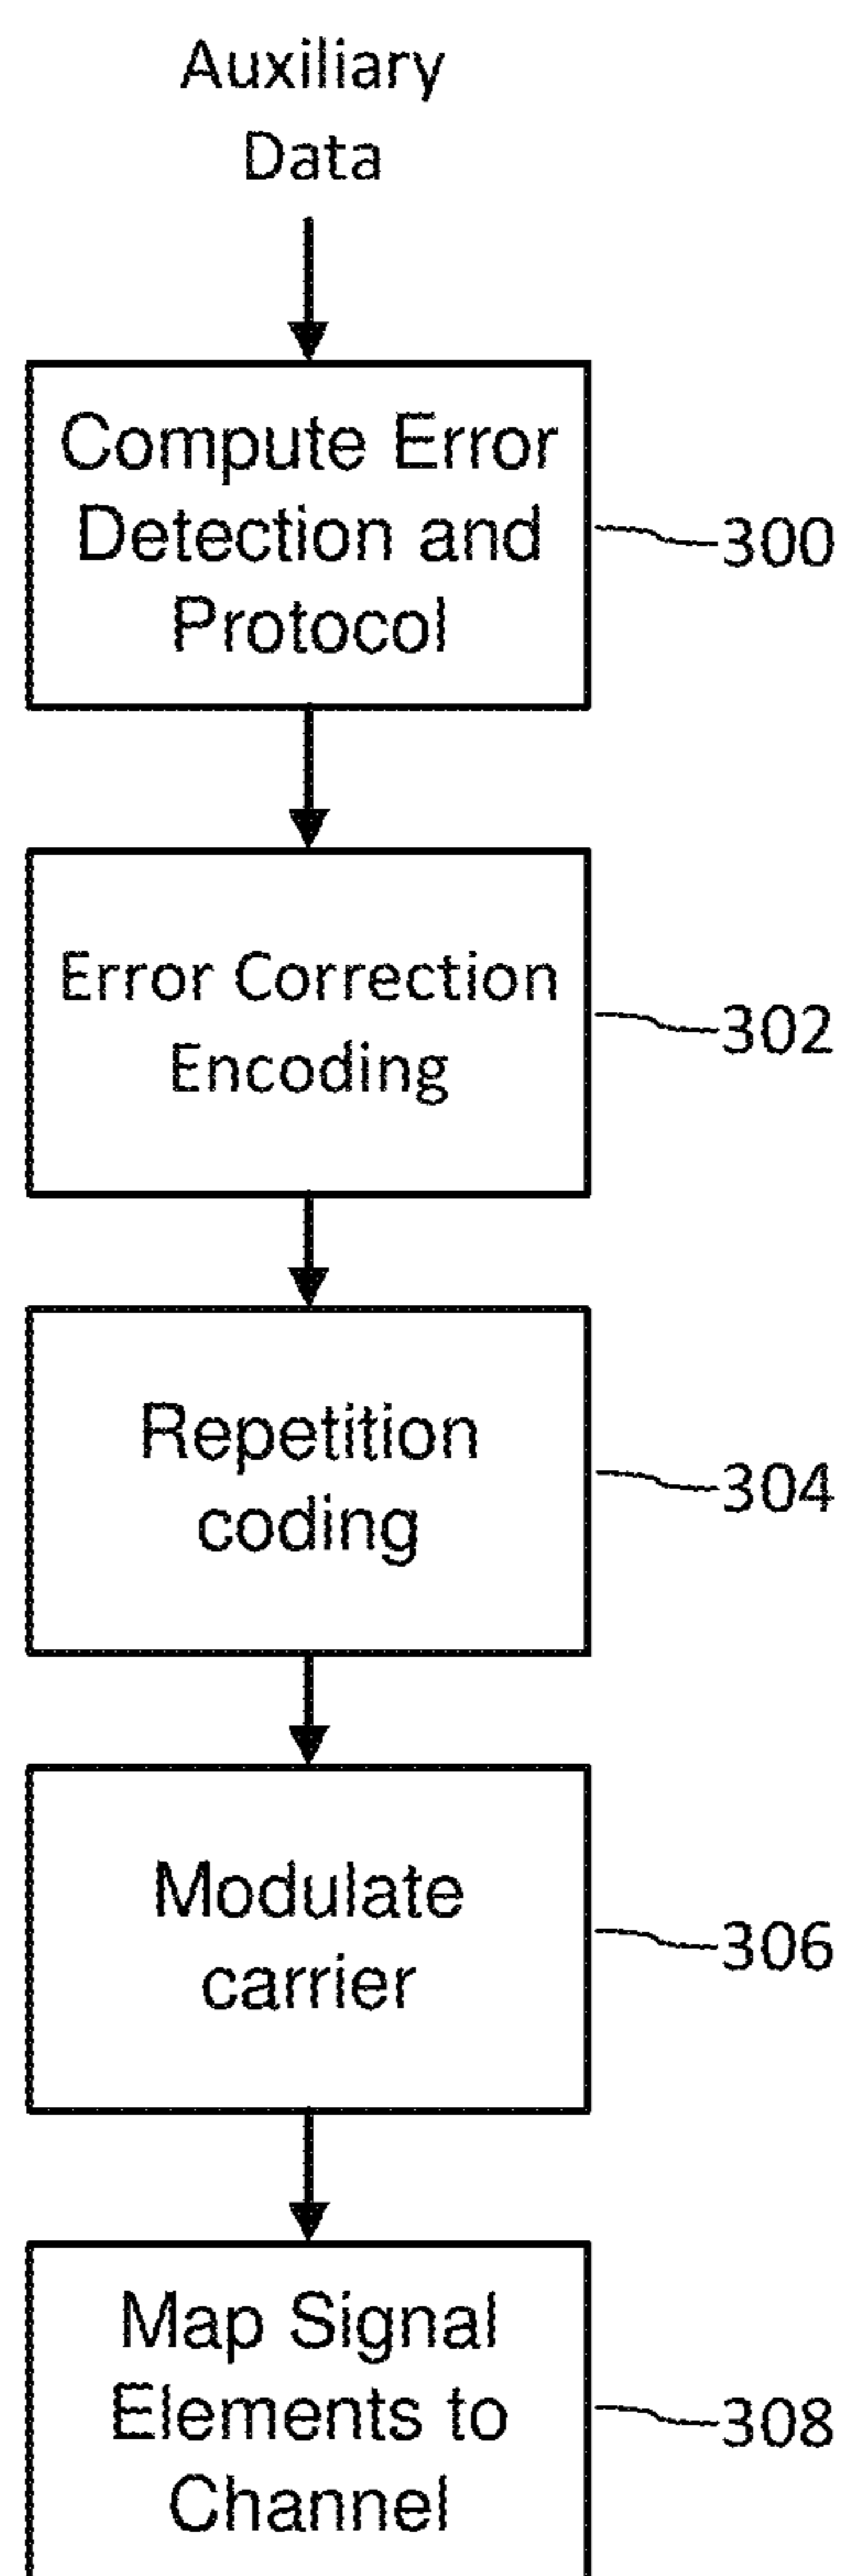 Auxiliary
Data
Compute Error
Detection and
Protocol
300
Error Correction
Encoding
302
Repetition
coding
304
Modulate
carrier
306
Map Signal
Elements to
Channel
308